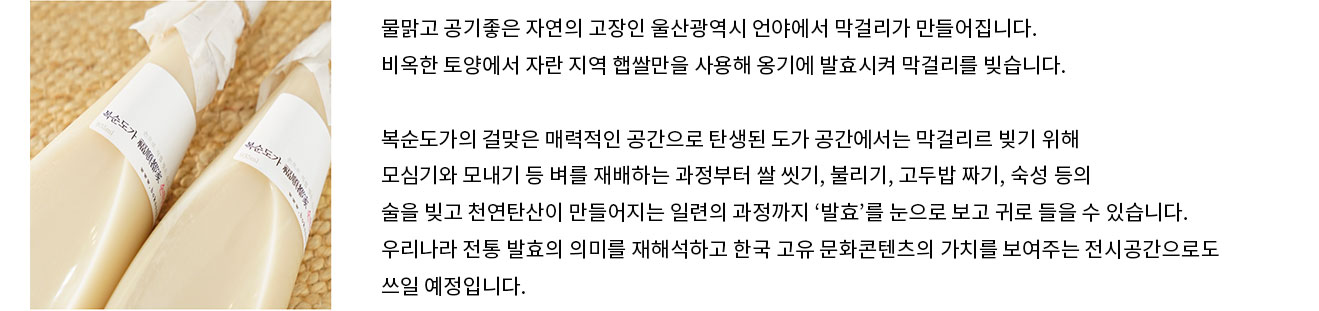 물맑고 공기좋은 자연의 고장인 울산광역시 언야에서 막걸리가 만들어집니다.
비옥한 토양에서 자란 지역 햅쌀만을 사용해 옹기에 발효시켜 막걸리를 빚습니다.
복순도가의 걸맞은 매력적인 공간으로 탄생된 도가 공간에서는 막걸리르 빚기 위해
모심기와 모내기 등 벼를 재배하는 과정부터 쌀 씻기, 불리기, 고두밥 짜기, 숙성 등의
술을 빚고 천연탄산이 만들어지는 일련의 과정까지 ‘발효’를 눈으로 보고 귀로 들을 수 있습니다.
우리나라 전통 발효의 의미를 재해석하고 한국 고유 문화콘텐츠의 가치를 보여주는 전시공간으로도
쓰일 예정입니다.
복순도가 福順都家
복순도가 福順都家